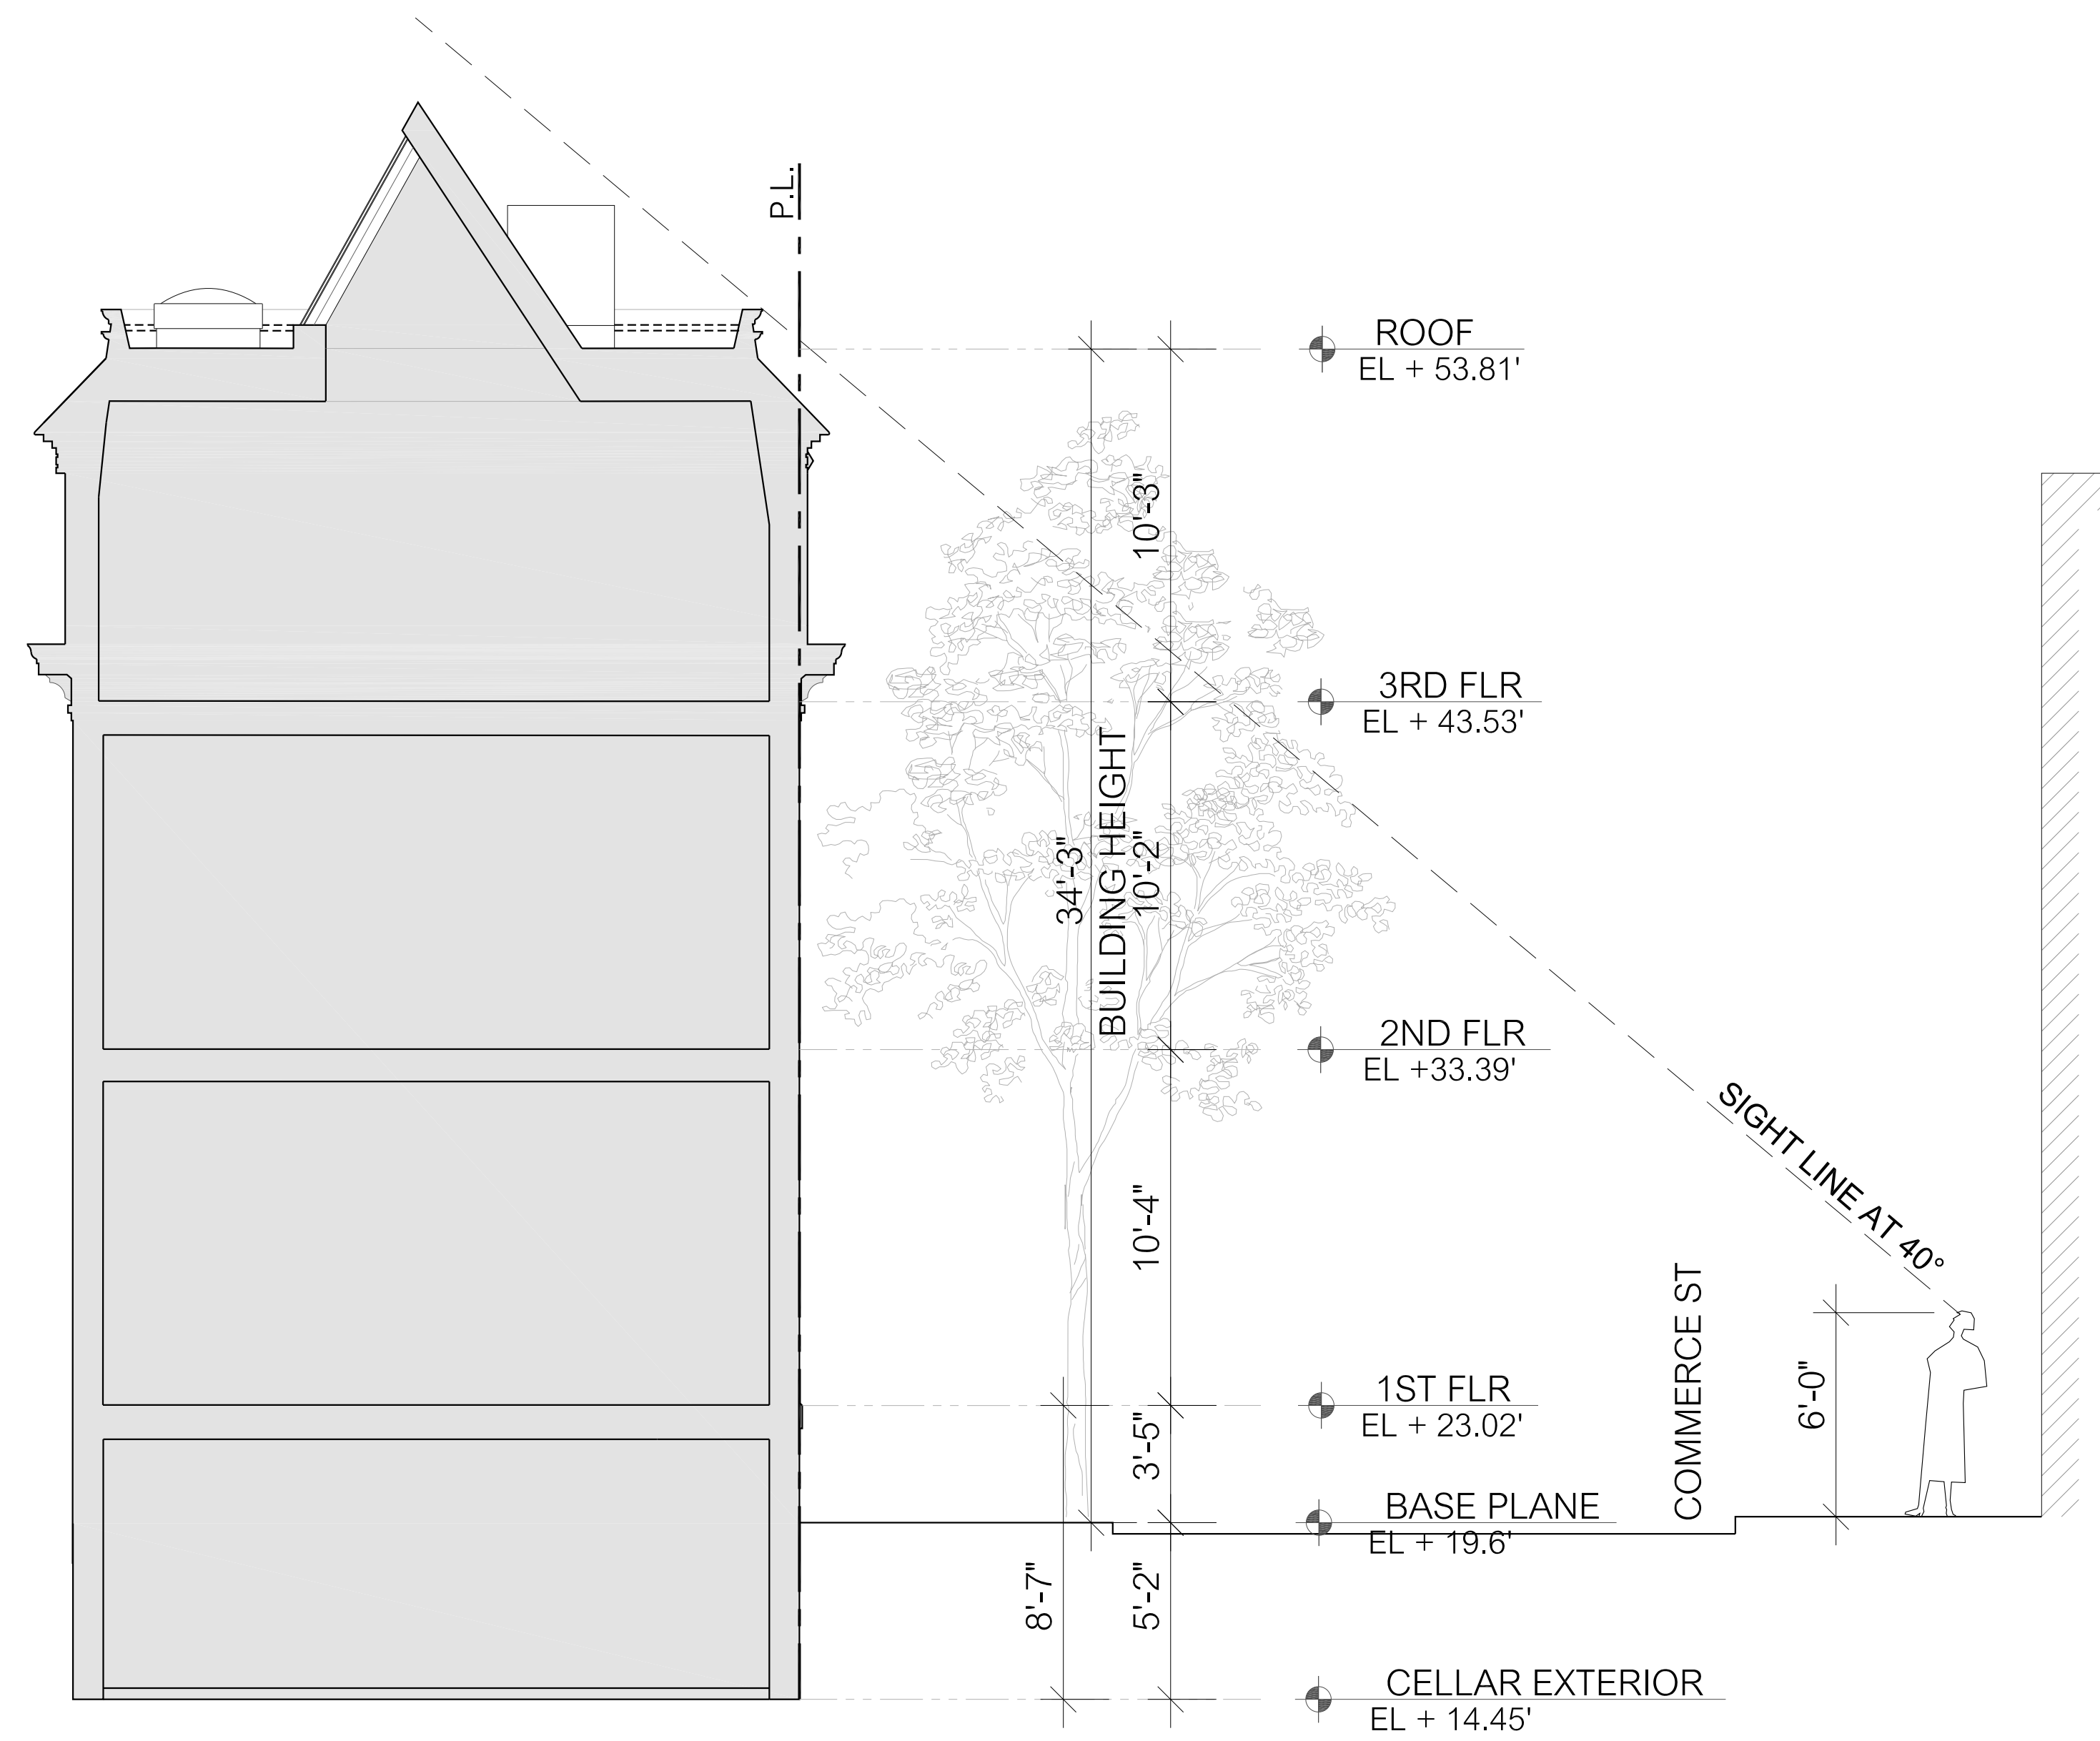 P.L.
ROOF
EL + 53.81'
10'-3"
3RD FLR
EL + 43.53'
34'-3"
BUILDING HEIGHT
10'-2"
2ND FLR
EL +33.39'
SIGHT LINE AT 40°
10'-4"
COMMERCE ST
6'-0"
1ST FLR
EL + 23.02'
3'-5"
BASE PLANE
EL + 19.6'
8'-7"
5'-2"
CELLAR EXTERIOR
EL + 14.45'